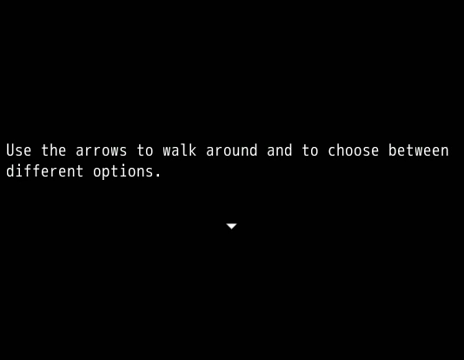 Use the arrows to walk around and to choose between
different options.